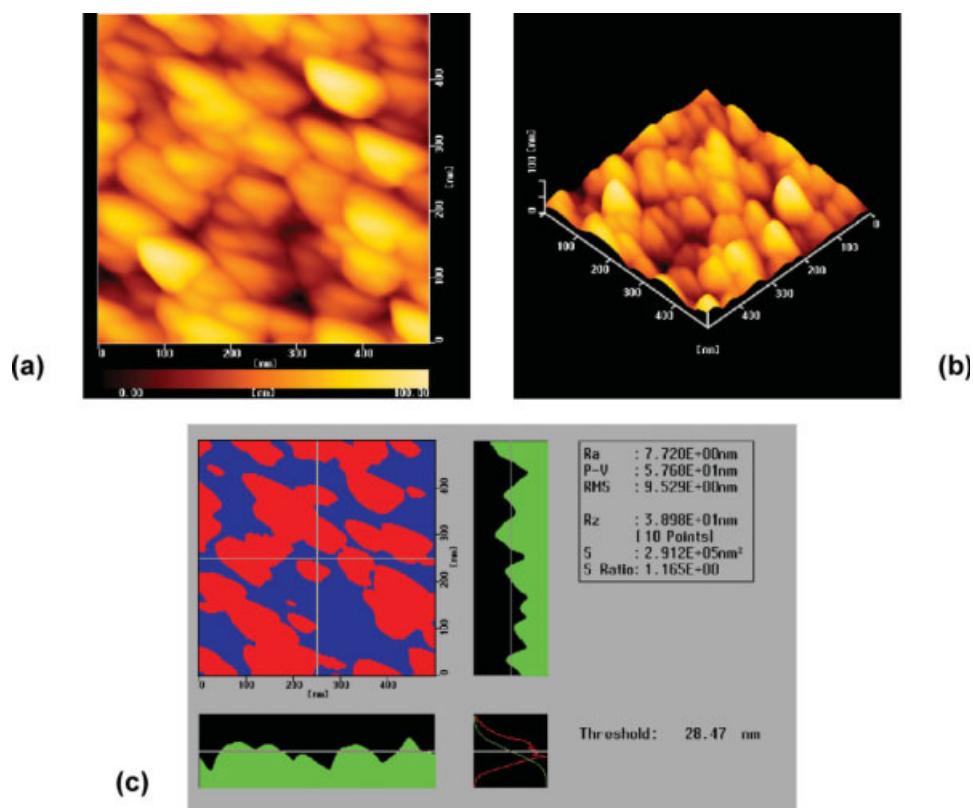 400
300
[nm]
200
100
0
0 100 200 300 400
[nm]
0.00 [nm] 100.00
(a)
100 [nm]
0
100
200
300
400
0
100
200
300
400
[nm]
(b)
400
300
[nm]
200
100
0
0 100 200 300 400
[nm]
Ra : 7.720E+00nm
P-V : 5.768E+01nm
RMS : 9.529E+00nm
Rz : 3.898E+01nm
[10 Points]
S : 2.912E+05nm²
S Ratio: 1.165E+00
Threshold: 28.47 nm
(c)